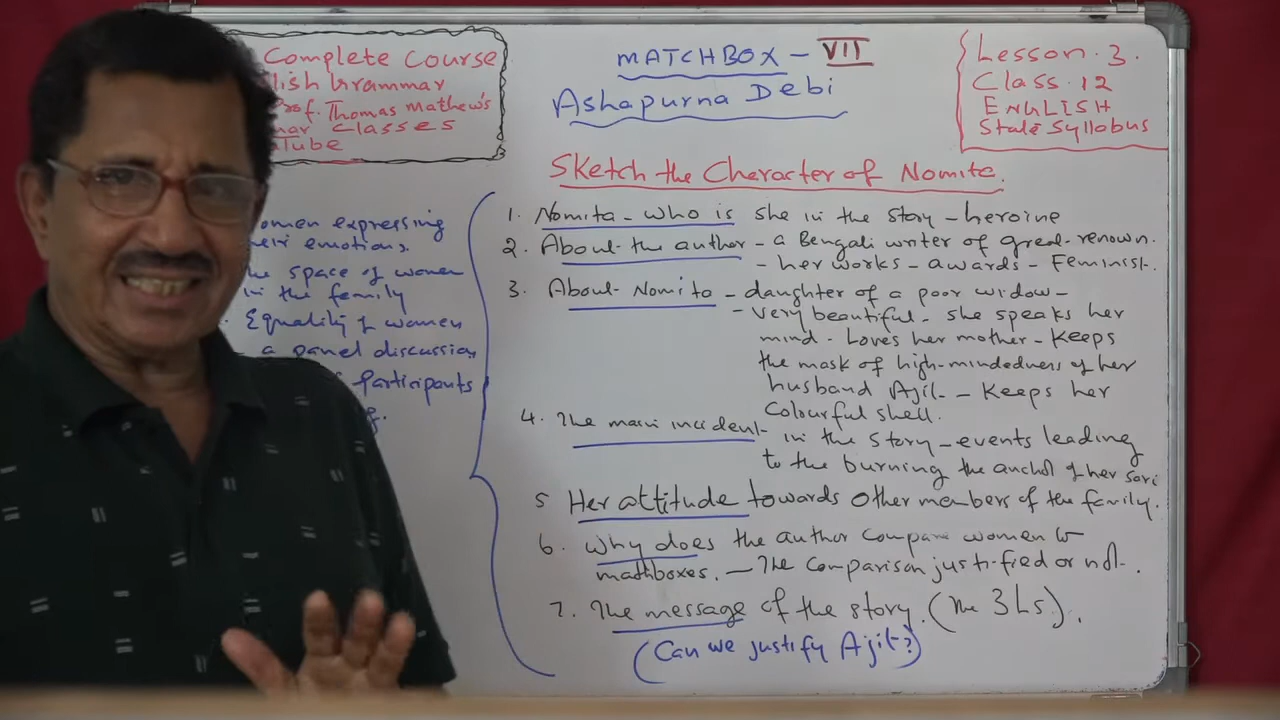 Complete Course
lish Grammar
Prof. Thomas Mathew's
mar Classes
Tube
MATCHBOX - VII
Ashapurna Debi
Lesson. 3.
Class. 12
ENGLISH
State Syllabus
Sketch the Character of Nomita.
1. Nomita - who is she in the story - heroine
2. About the author - a Bengali writer of great renown.
- her works - awards - Feminist.
3. About Nomita - daughter of a poor widow -
- very beautiful - she speaks her
mind - Loves her mother - Keeps
the mask of high-mindedness of her
husband Ajit - Keeps her
Colourful shell.
4. The main incident - in the story - events leading
to the burning the anchol of her sari
5 Her attitude towards other members of the family.
6. Why does the author compare women to
mathboxes. - The comparison justified or not.
7. The message of the story. (The 3 Ls).
(Can we justify Ajit?)
omen expressing
heir emotions.
he space of women
in the family
Equality of women
- a panel discussion
Participants